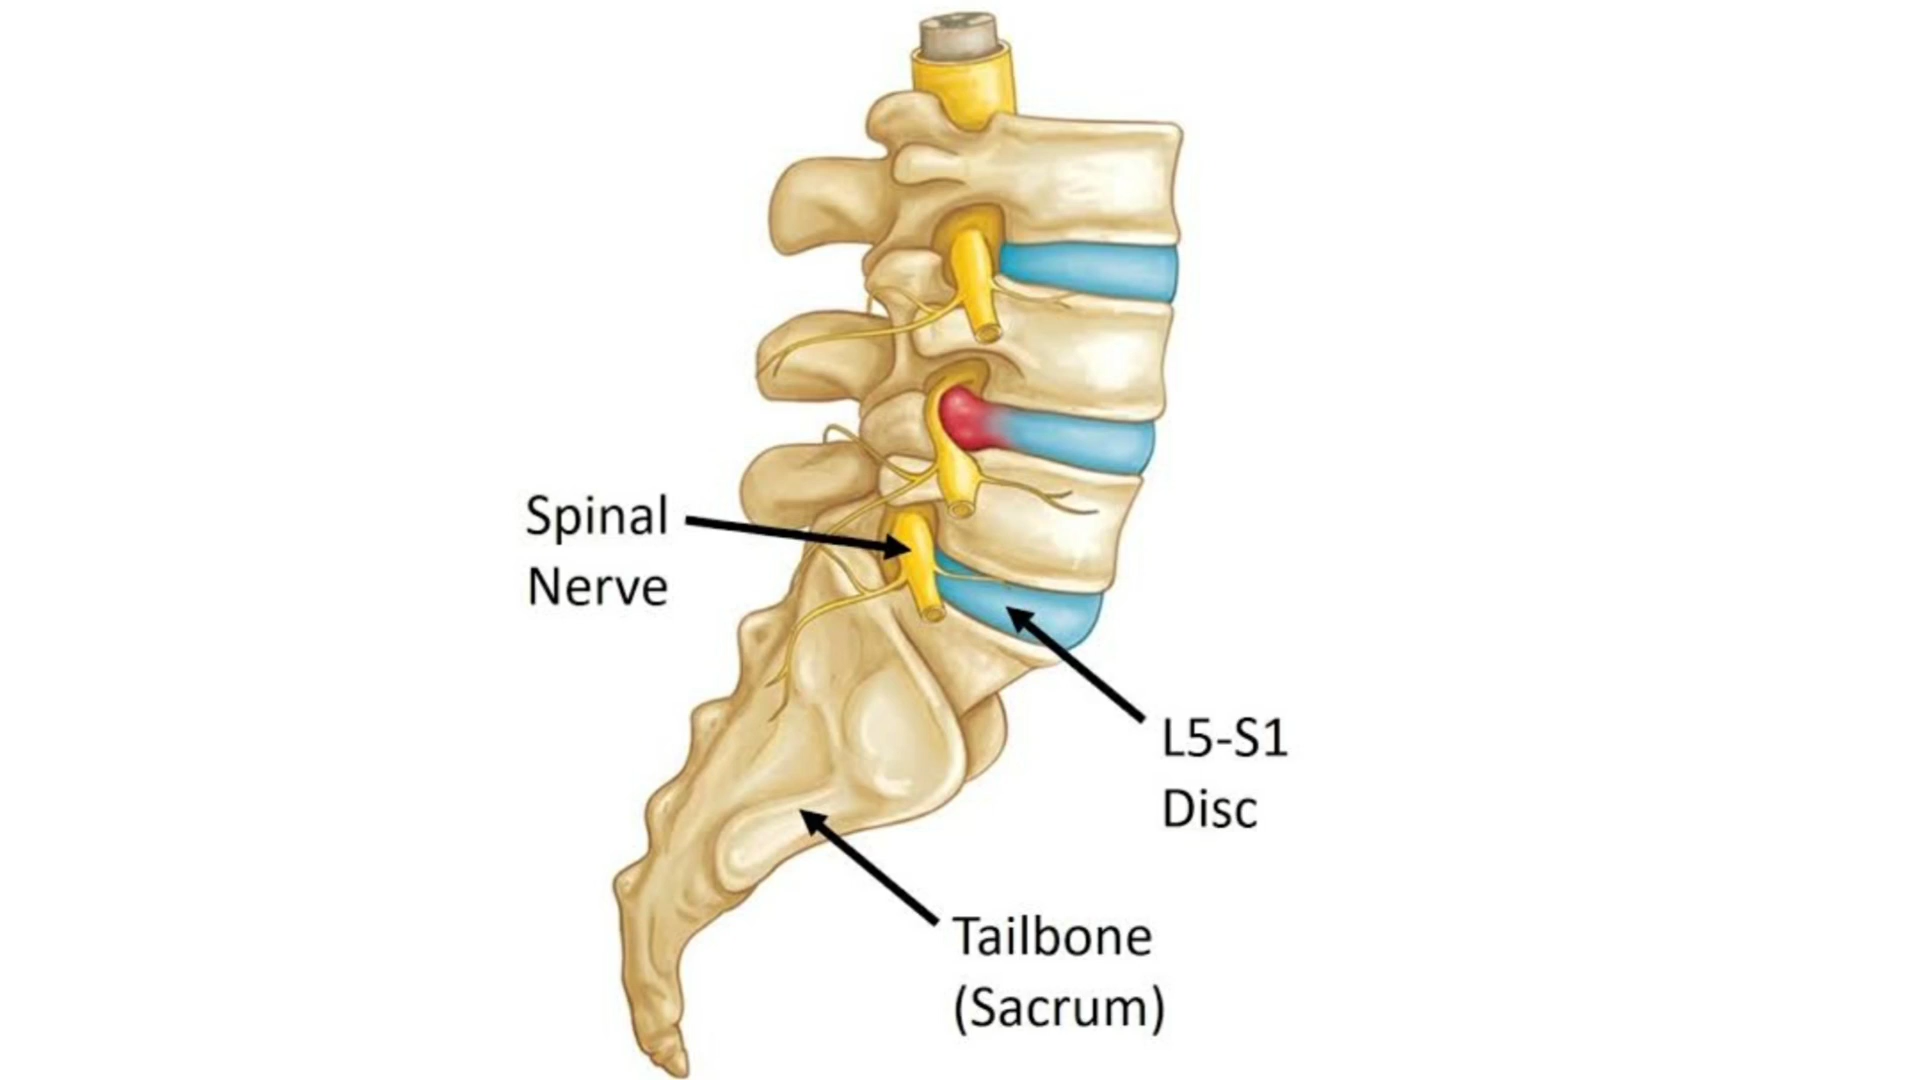 Spinal
Nerve
L5-S1
Disc
Tailbone
(Sacrum)